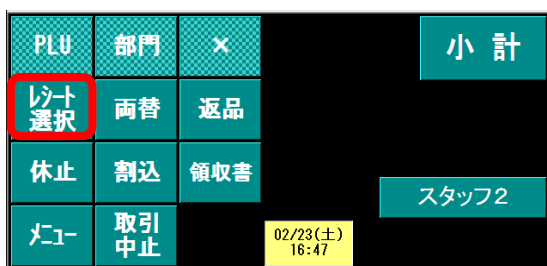 PLU 部門 × 小計
レシート
選択
両替 返品
休止 割込 領収書
スタッフ2
メニュー
取引
中止
02/23(土)
16:47